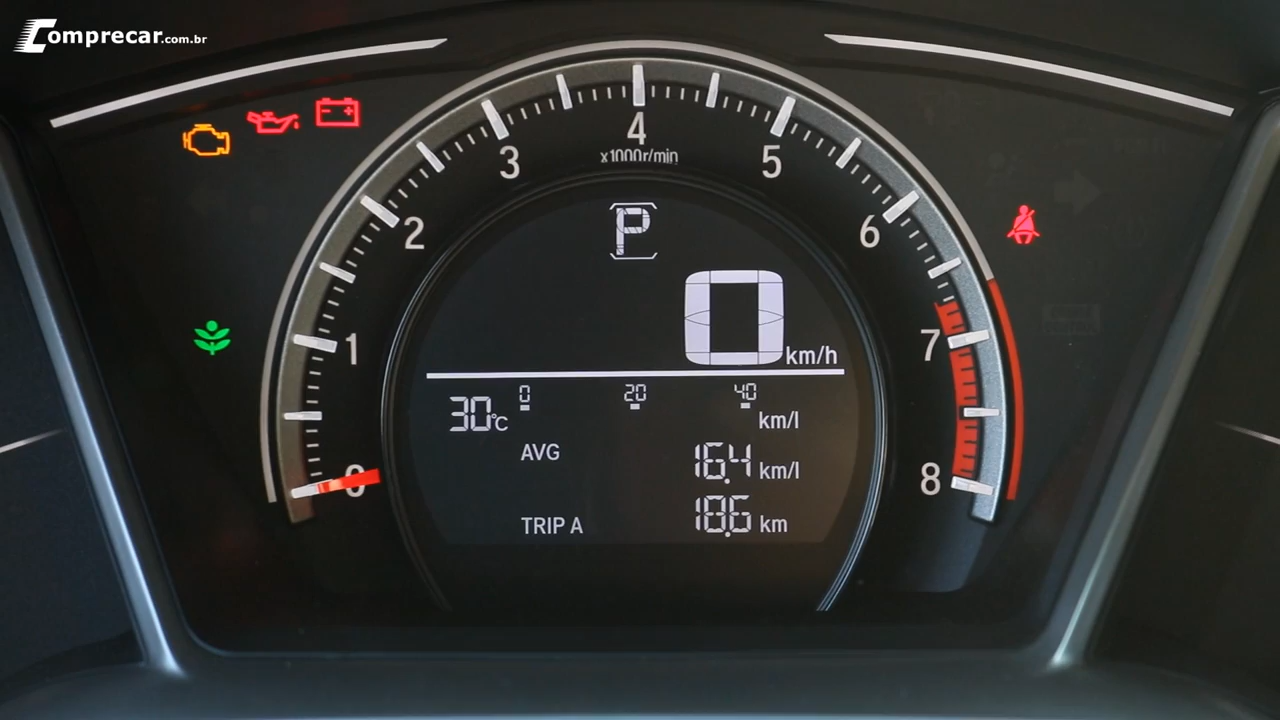 Comprecar.com.br
4
x1000r/min
3
5
2
6
P
1
7
0
km/h
0 20 40
30°C
km/l
AVG 16.4 km/l
0
8
TRIP A 18.6 km